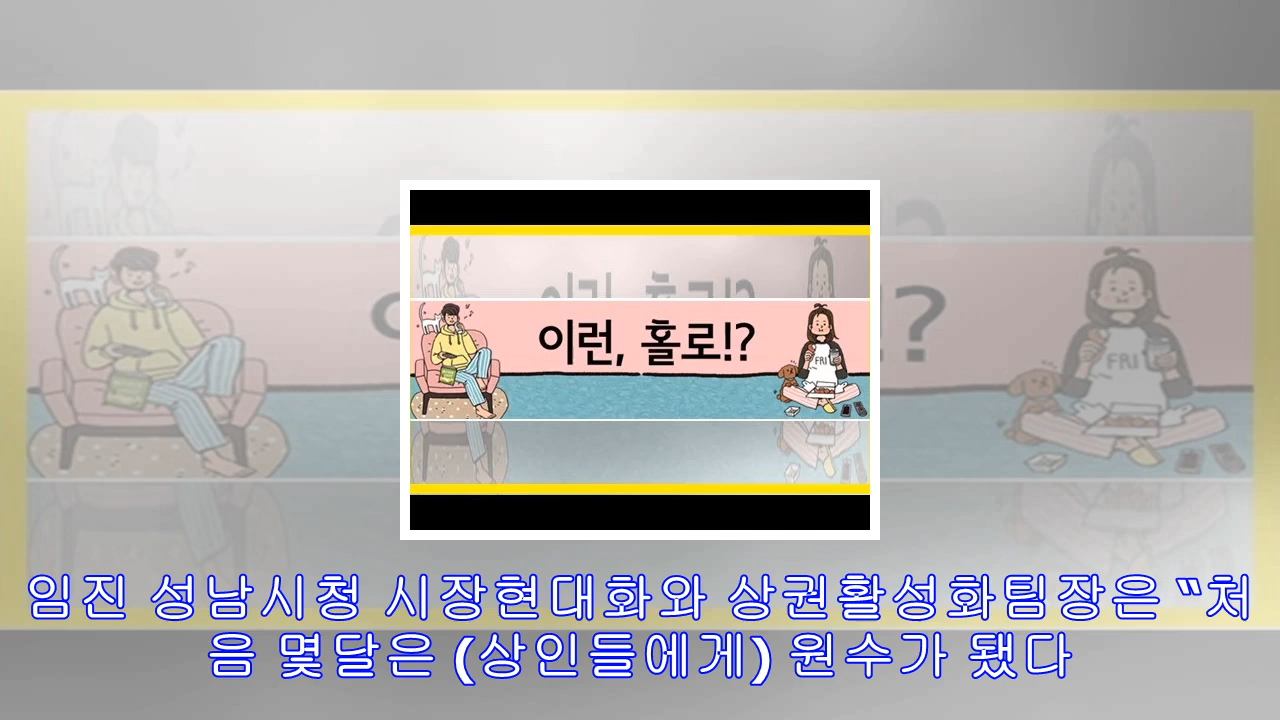 이런, 홀로!?
FRI
FRI
임진 성남시청 시장현대화와 상권활성화팀장은 “처
음 몇달은 (상인들에게) 원수가 됐다